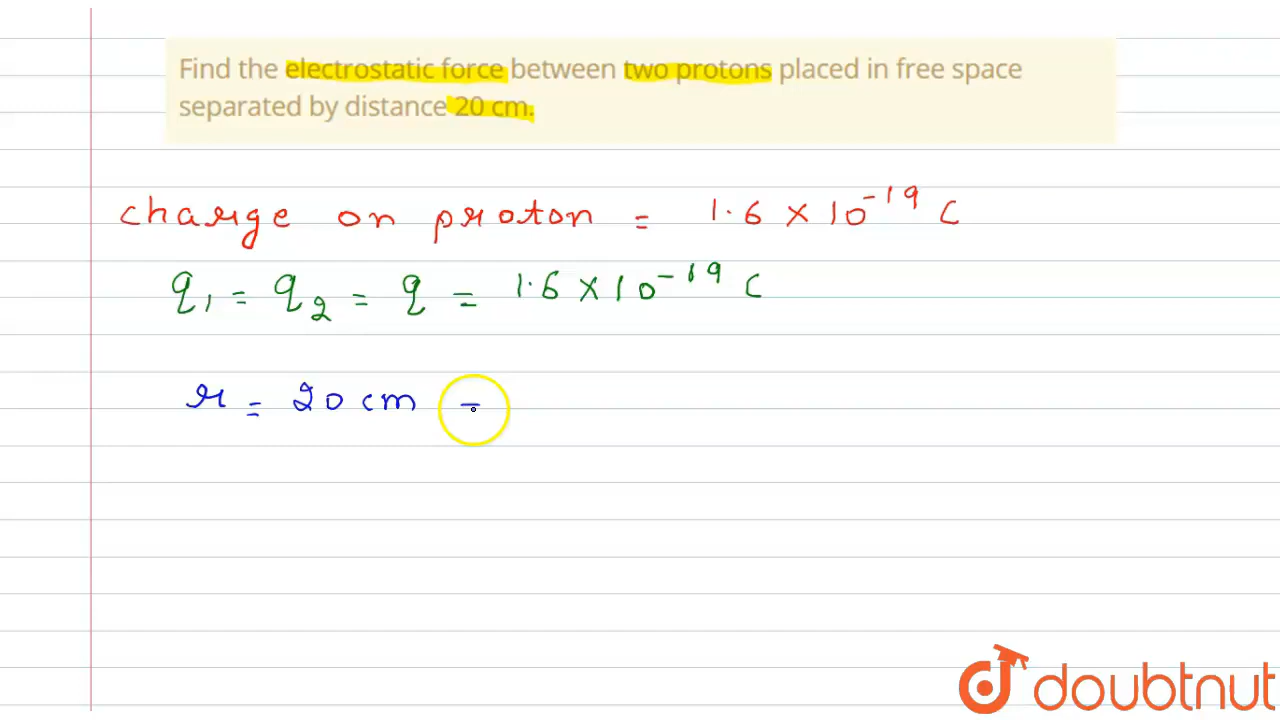 Find the electrostatic force between two protons placed in free space
separated by distance 20 cm.
charge on proton = 1.6 × 10⁻¹⁹ C
q₁ = q₂ = q = 1.6 × 10⁻¹⁹ C
r = 20 cm =
doubtnut